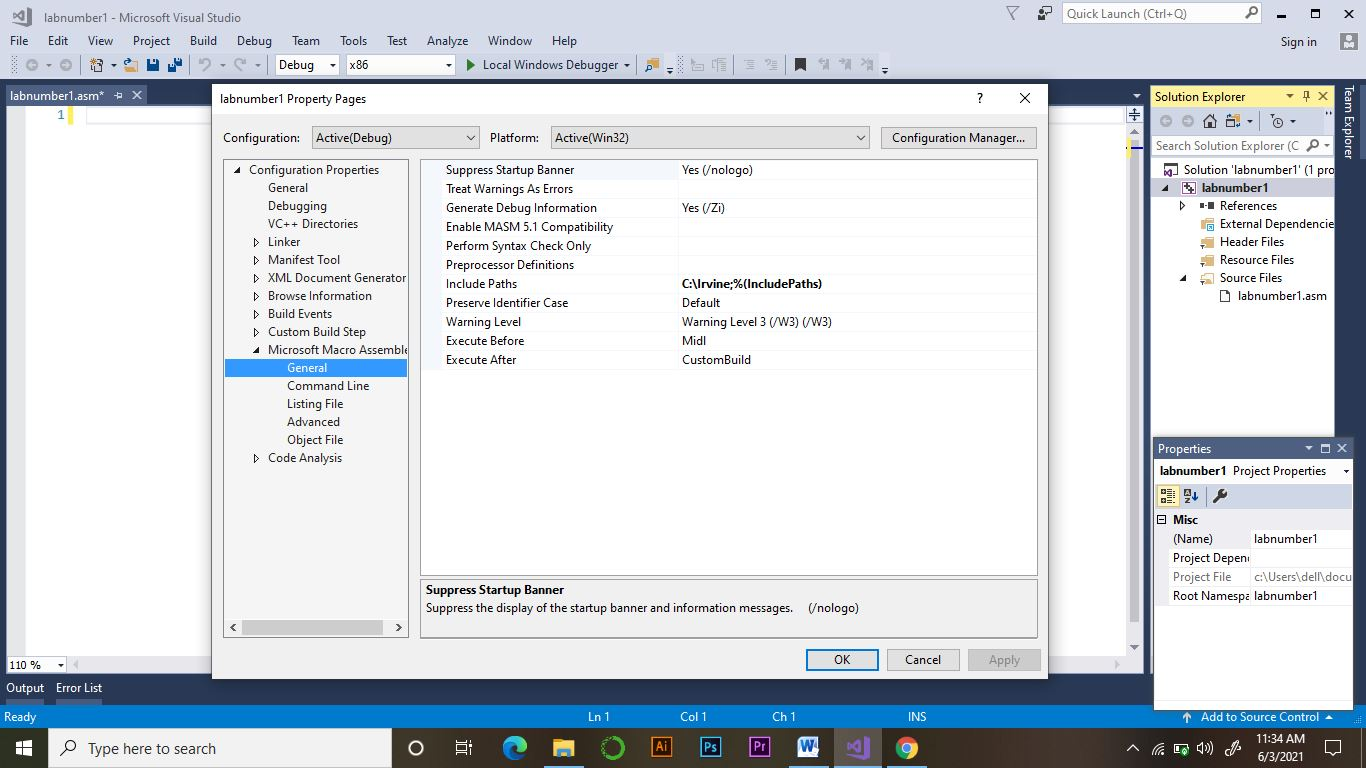 labnumber1 - Microsoft Visual Studio
Quick Launch (Ctrl+Q)
File Edit View Project Build Debug Team Tools Test Analyze Window Help
Sign in
Debug x86 Local Windows Debugger
labnumber1.asm*
1
labnumber1 Property Pages
?
Configuration: Active(Debug) Platform: Active(Win32) Configuration Manager...
Configuration Properties
General
Debugging
VC++ Directories
Linker
Manifest Tool
XML Document Generator
Browse Information
Build Events
Custom Build Step
Microsoft Macro Assemble
General
Command Line
Listing File
Advanced
Object File
Code Analysis
Suppress Startup Banner Yes (/nologo)
Treat Warnings As Errors
Generate Debug Information Yes (/Zi)
Enable MASM 5.1 Compatibility
Perform Syntax Check Only
Preprocessor Definitions
Include Paths C:\Irvine;%(IncludePaths)
Preserve Identifier Case Default
Warning Level Warning Level 3 (/W3) (/W3)
Execute Before Midl
Execute After CustomBuild
Suppress Startup Banner
Suppress the display of the startup banner and information messages. (/nologo)
OK Cancel Apply
Solution Explorer
Search Solution Explorer (C
Solution 'labnumber1' (1 pro
labnumber1
References
External Dependencie
Header Files
Resource Files
Source Files
labnumber1.asm
Team Explorer
Properties
labnumber1 Project Properties
Misc
(Name) labnumber1
Project Depen
Project File c:\Users\dell\docu
Root Namespa labnumber1
110 %
Output Error List
Ready Ln 1 Col 1 Ch 1 INS Add to Source Control
Type here to search
Ai Ps Pr W
11:34 AM
6/3/2021